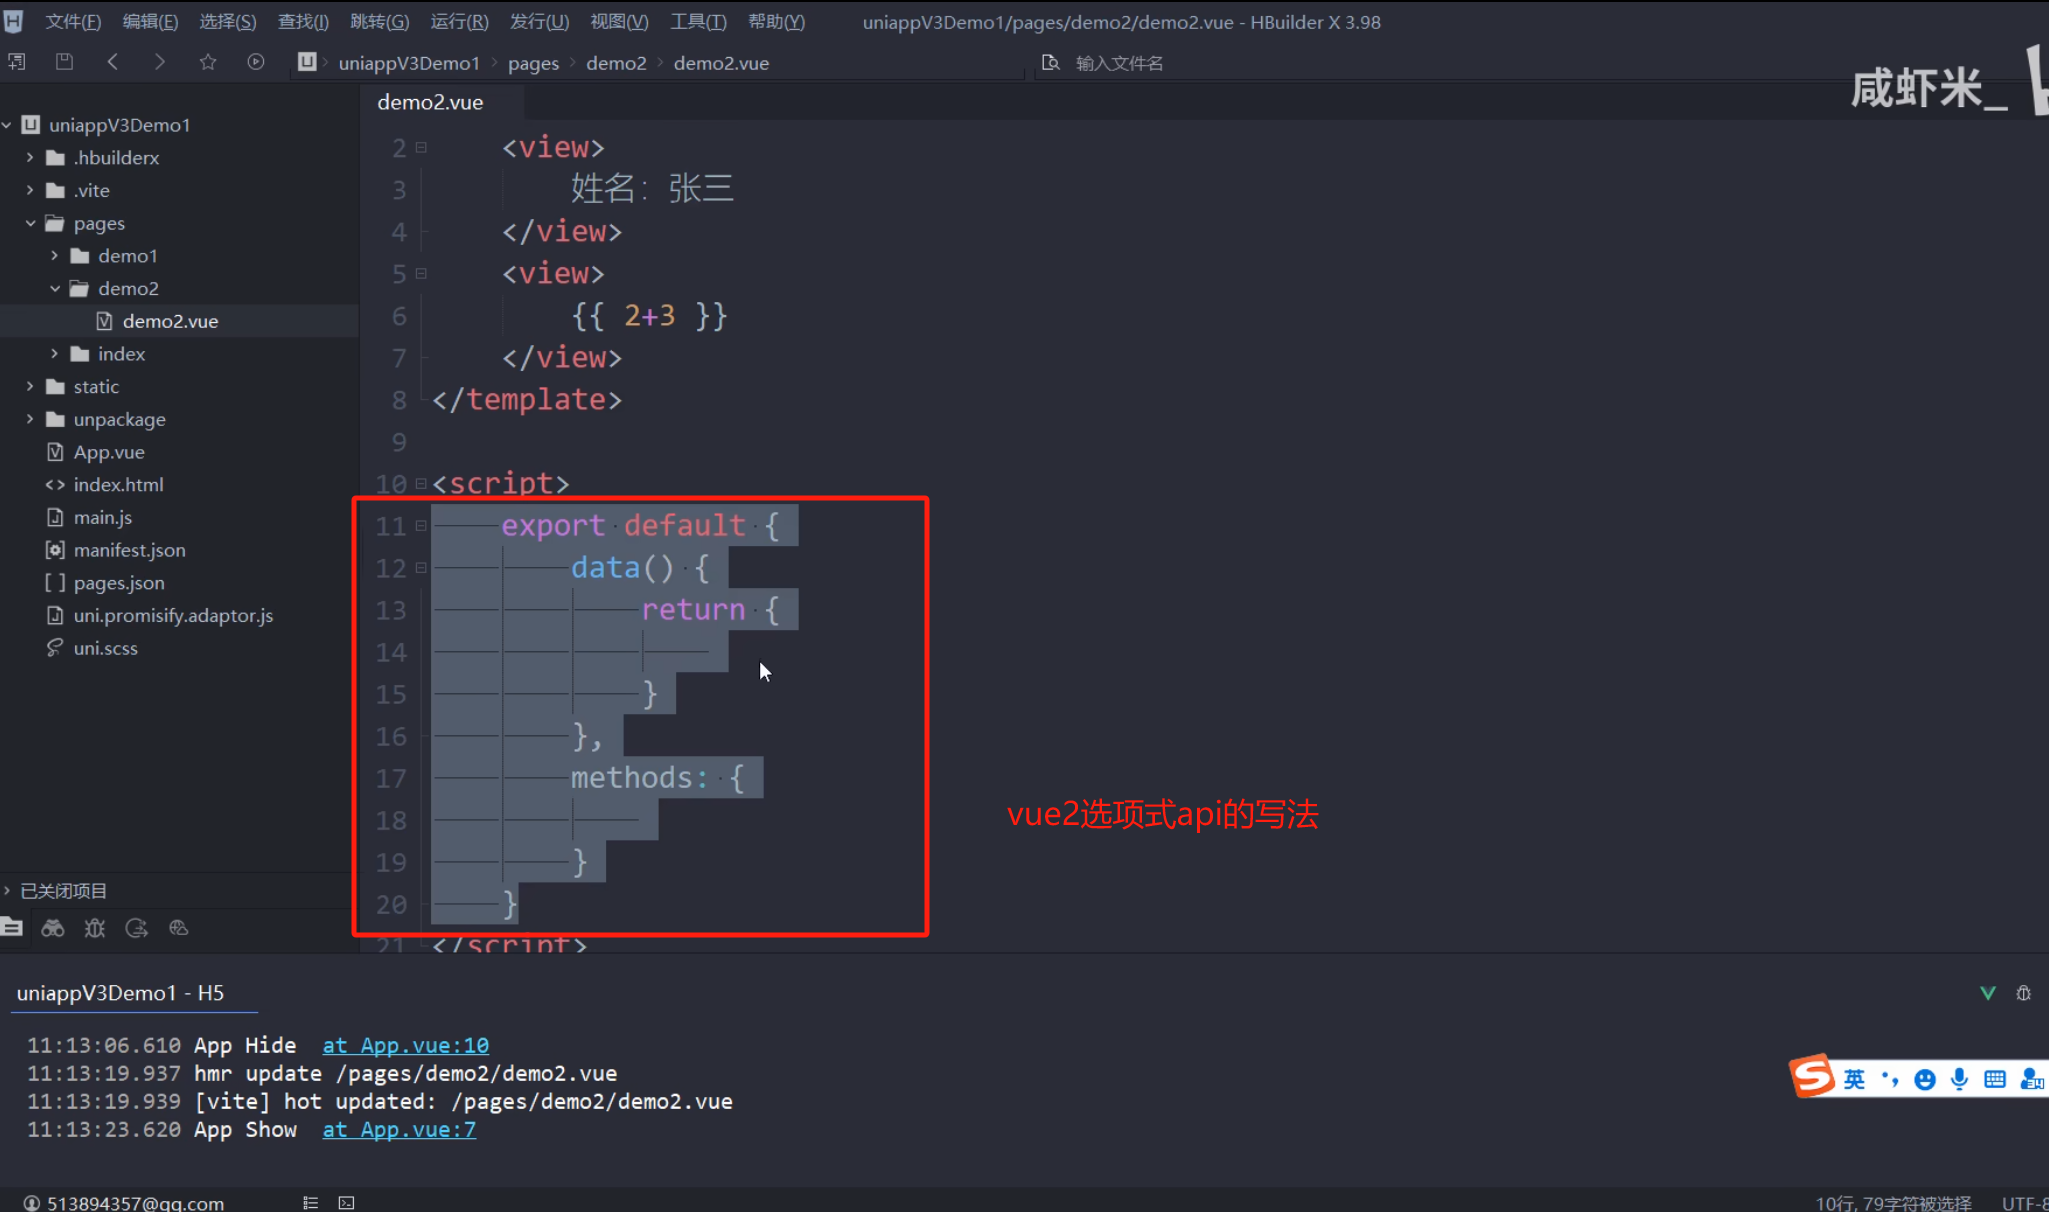 文件(F) 编辑(E) 选择(S) 查找(I) 跳转(G) 运行(R) 发行(U) 视图(V) 工具(T) 帮助(Y) uniappV3Demo1/pages/demo2/demo2.vue - HBuilder X 3.98
uniappV3Demo1 pages demo2 demo2.vue 输入文件名
咸虾米_
uniappV3Demo1
.hbuilderx
.vite
pages
demo1
demo2
demo2.vue
index
static
unpackage
App.vue
index.html
main.js
manifest.json
pages.json
uni.promisify.adaptor.js
uni.scss
已关闭项目
demo2.vue
2 <view>
3 姓名：张三
4 </view>
5 <view>
6 {{ 2+3 }}
7 </view>
8 </template>
9
10 <script>
11 export default {
12 data() {
13 return {
14
15 }
16 },
17 methods: {
18
19 }
20 }
21 </script>
vue2选项式api的写法
uniappV3Demo1 - H5
11:13:06.610 App Hide at App.vue:10
11:13:19.937 hmr update /pages/demo2/demo2.vue
11:13:19.939 [vite] hot updated: /pages/demo2/demo2.vue
11:13:23.620 App Show at App.vue:7
英
513894357@qq.com
10行, 79字符被选择 UTF-8